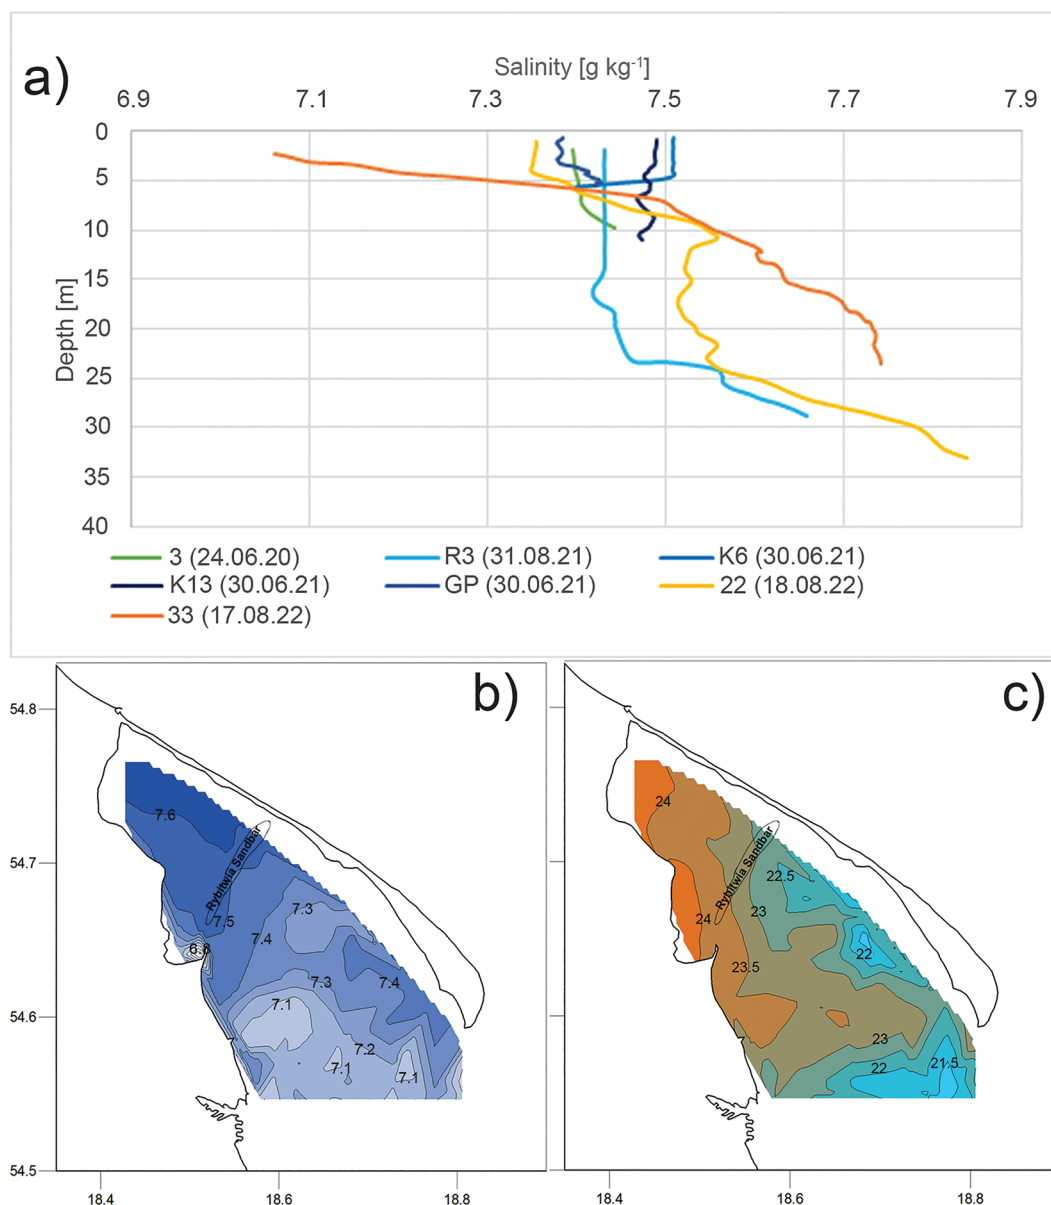 a)
Salinity [g kg-1]
6.9 7.1 7.3 7.5 7.7 7.9
Depth [m]
0
5
10
15
20
25
30
35
40
3 (24.06.20) R3 (31.08.21) K6 (30.06.21)
K13 (30.06.21) GP (30.06.21) 22 (18.08.22)
33 (17.08.22)
b)
54.8
54.7
54.6
54.5
18.4 18.6 18.8
7.6
Rybitwia Sandbar
7.5
7.3
7.4
6.8
7.3
7.4
7.1
7.2
7.1
7.1
c)
24
Rybitwia Sandbar
22.5
24
23
22
23.5
23
22
21.5
18.4 18.6 18.8